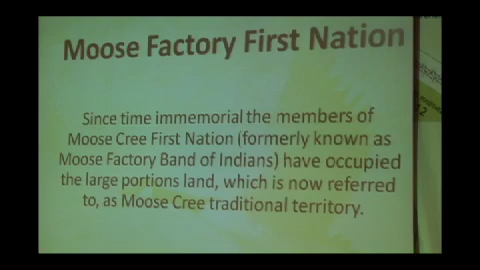 Moose Factory First Nation
Since time immemorial the members of
Moose Cree First Nation (formerly known as
Moose Factory Band of Indians) have occupied
the large portions land, which is now referred
to, as Moose Cree traditional territory.
12